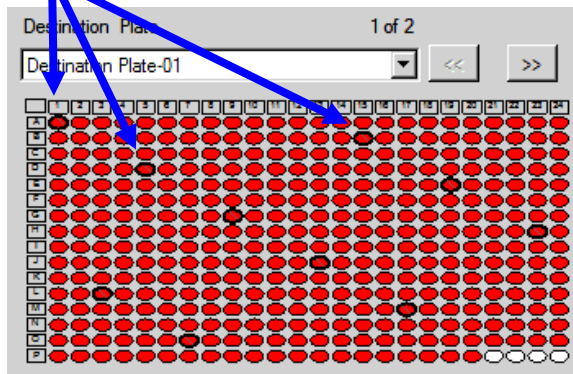 Destination Plate 1 of 2
Destination Plate-01 << >>
1 2 3 4 5 6 7 8 9 10 11 12 13 14 15 16 17 18 19 20 21 22 23 24
A
B
C
D
E
F
G
H
I
J
K
L
M
N
O
P